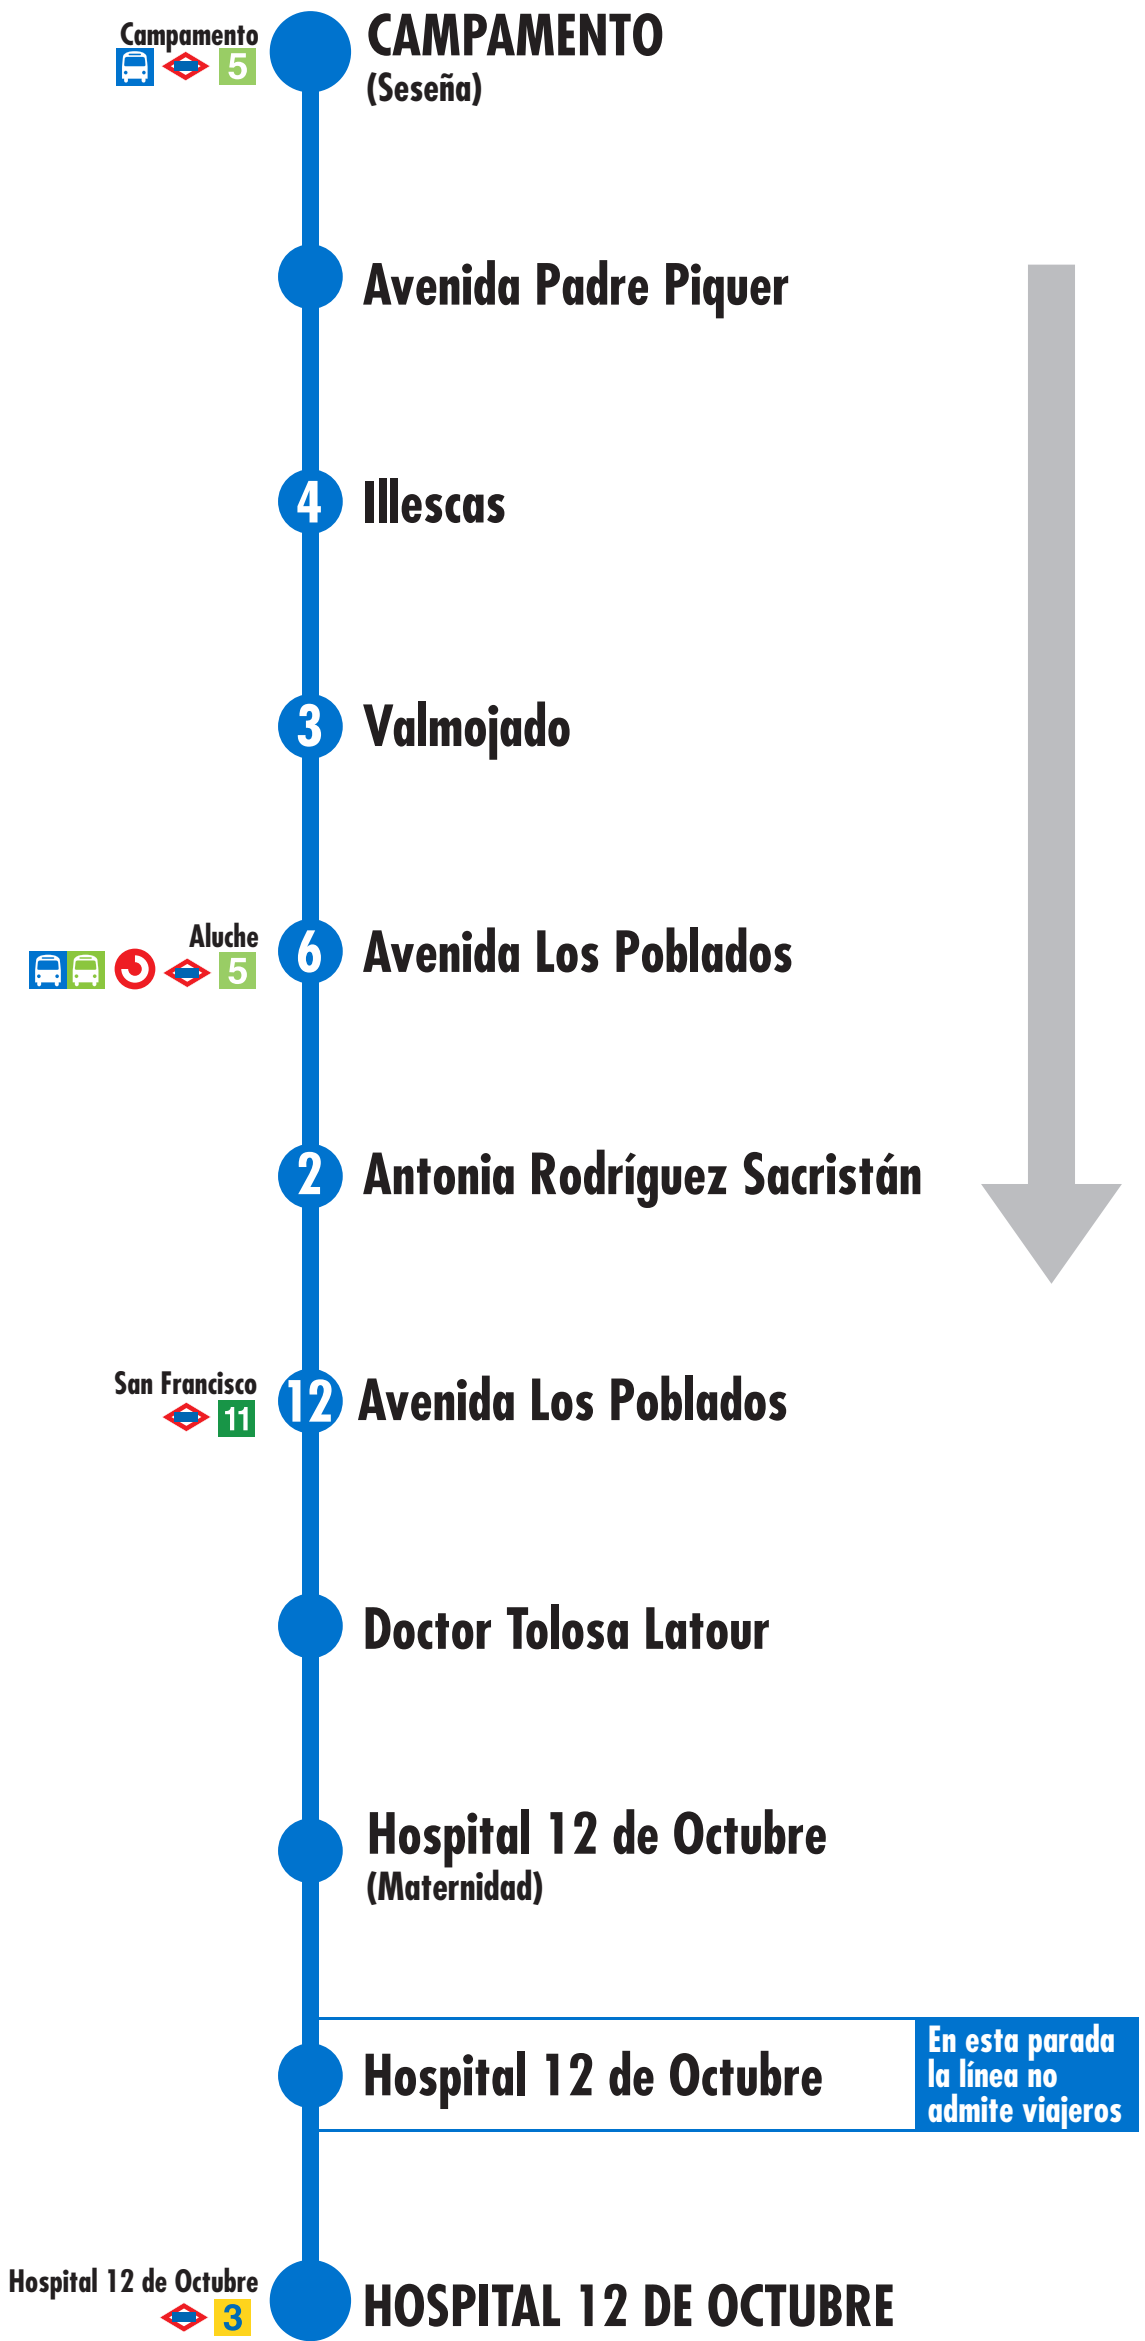 Campamento
5
CAMPAMENTO
(Seseña)
Avenida Padre Piquer
4 Illescas
3 Valmojado
Aluche
5
6 Avenida Los Poblados
2 Antonia Rodríguez Sacristán
San Francisco
11
12 Avenida Los Poblados
Doctor Tolosa Latour
Hospital 12 de Octubre
(Maternidad)
Hospital 12 de Octubre
En esta parada
la línea no
admite viajeros
Hospital 12 de Octubre
3
HOSPITAL 12 DE OCTUBRE